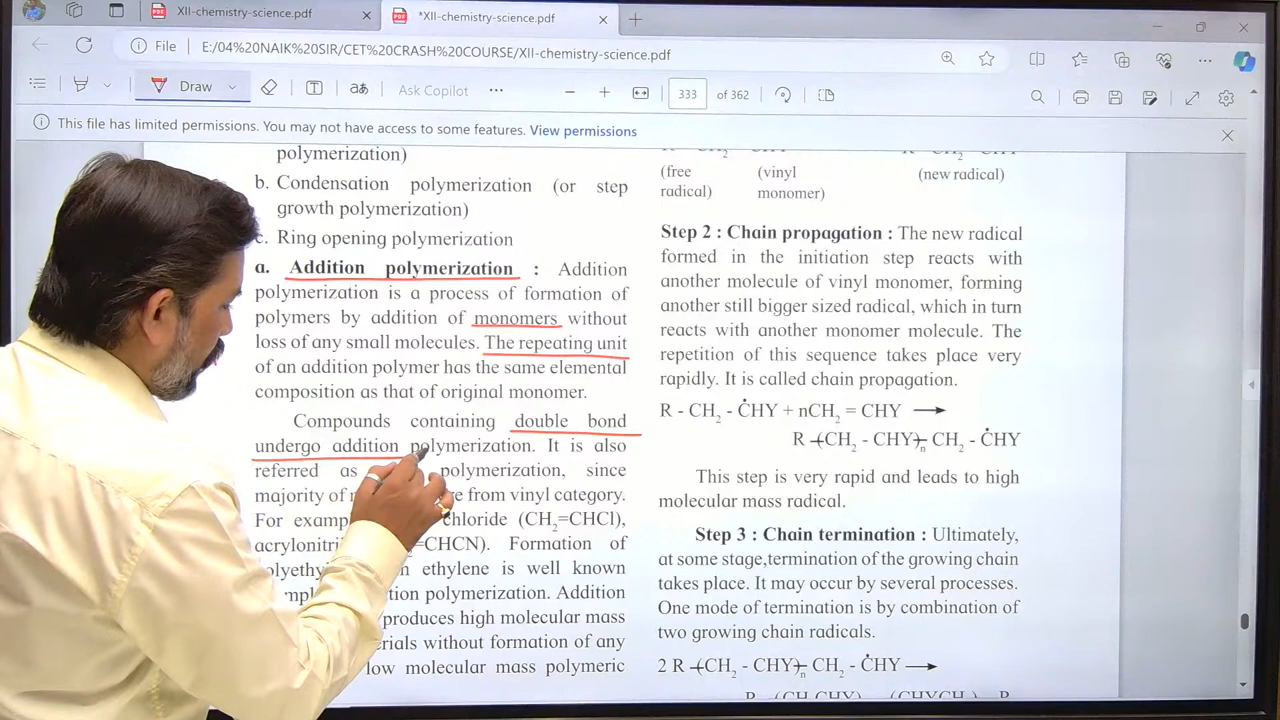 XII-chemistry-science.pdf
*XII-chemistry-science.pdf
File E:/04%20NAIK%20SIR/CET%20CRASH%20COURSE/XII-chemistry-science.pdf
Draw aあ Ask Copilot 333 of 362
This file has limited permissions. You may not have access to some features. View permissions
polymerization)
b. Condensation polymerization (or step
growth polymerization)
c. Ring opening polymerization
a. Addition polymerization : Addition
polymerization is a process of formation of
polymers by addition of monomers without
loss of any small molecules. The repeating unit
of an addition polymer has the same elemental
composition as that of original monomer.
Compounds containing double bond
undergo addition polymerization. It is also
referred as polymerization, since
majority of from vinyl category.
For chloride (CH₂=CHCl),
=CHCN). Formation of
ethylene is well known
polymerization. Addition
produces high molecular mass
without formation of any
low molecular mass polymeric
(free (vinyl (new radical)
radical) monomer)
Step 2 : Chain propagation : The new radical
formed in the initiation step reacts with
another molecule of vinyl monomer, forming
another still bigger sized radical, which in turn
reacts with another monomer molecule. The
repetition of this sequence takes place very
rapidly. It is called chain propagation.
R - CH₂ - ĊHY + nCH₂ = CHY ⟶
R -(CH₂ - CHY)-ₙ CH₂ - ĊHY
This step is very rapid and leads to high
molecular mass radical.
Step 3 : Chain termination : Ultimately,
at some stage,termination of the growing chain
takes place. It may occur by several processes.
One mode of termination is by combination of
two growing chain radicals.
2 R -(CH₂ - CHY)-ₙ CH₂ - ĊHY ⟶